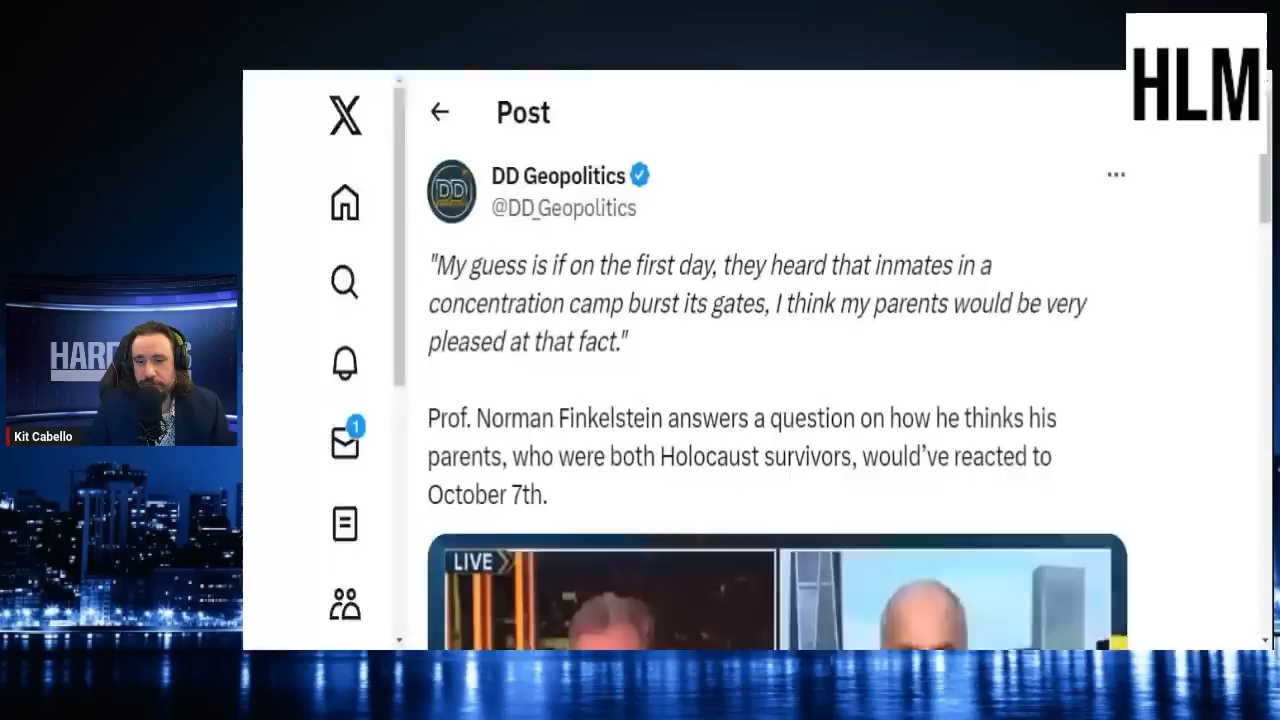 HLM
X
Post
DD Geopolitics
@DD_Geopolitics
"My guess is if on the first day, they heard that inmates in a
concentration camp burst its gates, I think my parents would be very
pleased at that fact."
Prof. Norman Finkelstein answers a question on how he thinks his
parents, who were both Holocaust survivors, would’ve reacted to
October 7th.
LIVE
1
DD
HARD
Kit Cabello